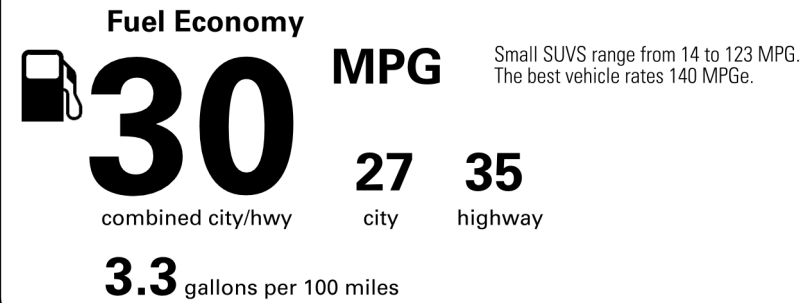 Fuel Economy
30 MPG
Small SUVS range from 14 to 123 MPG.
The best vehicle rates 140 MPGe.
combined city/hwy
27 city
35 highway
3.3 gallons per 100 miles